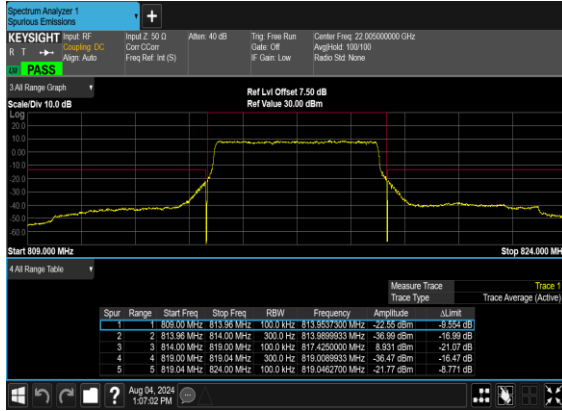 Spectrum Analyzer 1
Spurious Emissions
KEYSIGHT Input: RF Input Z: 50 Ω Atten: 40 dB Trig: Free Run Center Freq: 22.005000000 GHz
R T Coupling: DC Corr CCorr Gate: Off Avg|Hold: 100/100
Align: Auto Freq Ref: Int (S) IF Gain: Low Radio Std: None
PASS
3 All Range Graph
Ref Lvl Offset 7.50 dB
Scale/Div 10.0 dB Ref Value 30.00 dBm
Log
20.0
10.0
0.00
-10.0
-20.0
-30.0
-40.0
-50.0
-60.0
Start 809.000 MHz Stop 824.000 MHz
4 All Range Table
Measure Trace Trace 1
Trace Type Trace Average (Active)
Spur Range Start Freq Stop Freq RBW Frequency Amplitude ΔLimit
1 1 809.00 MHz 813.96 MHz 100.0 kHz 813.9537300 MHz -22.55 dBm -9.554 dB
2 2 813.96 MHz 814.00 MHz 300.0 Hz 813.9899933 MHz -36.99 dBm -16.99 dB
3 3 814.00 MHz 819.00 MHz 100.0 kHz 817.4250000 MHz 8.931 dBm -21.07 dB
4 4 819.00 MHz 819.04 MHz 300.0 Hz 819.0089933 MHz -36.47 dBm -16.47 dB
5 5 819.04 MHz 824.00 MHz 100.0 kHz 819.0462700 MHz -21.77 dBm -8.771 dB
Aug 04, 2024
1:07:02 PM